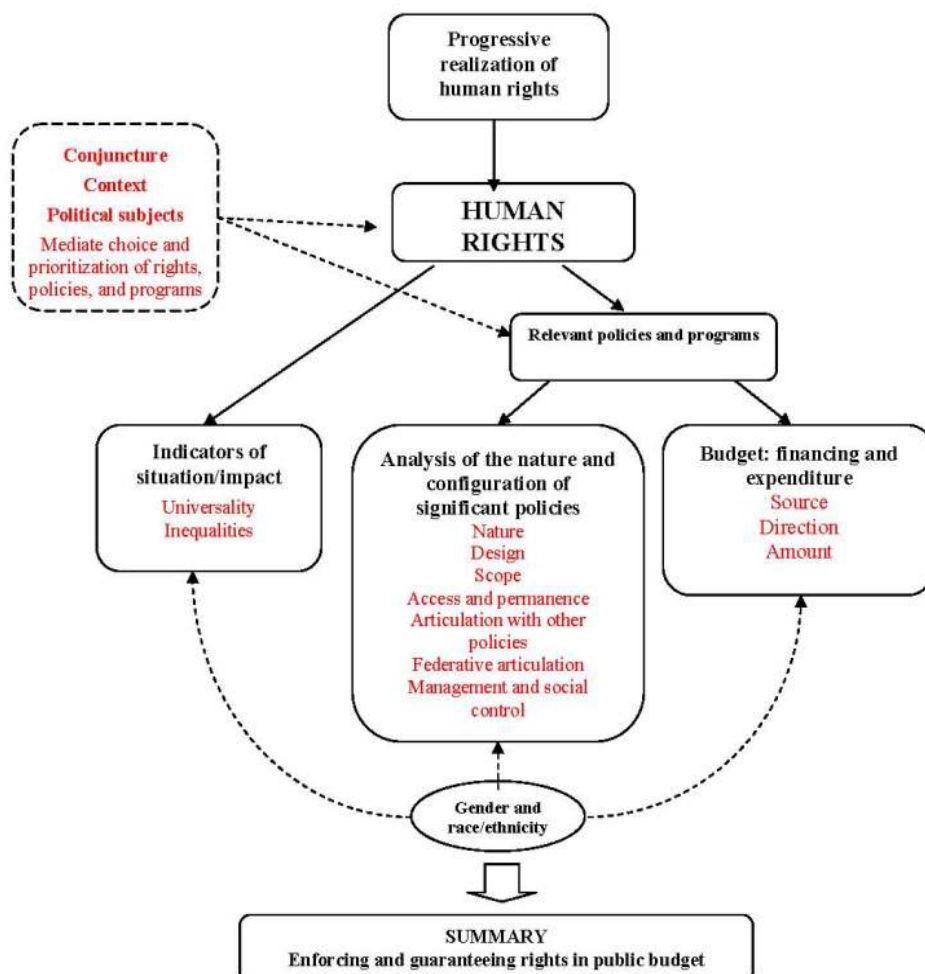 Progressive
realization of
human rights
Conjuncture
Context
Political subjects
Mediate choice and
prioritization of rights,
policies, and programs
HUMAN
RIGHTS
Relevant policies and programs
Indicators of
situation/impact
Universality
Inequalities
Analysis of the nature and
configuration of
significant policies
Nature
Design
Scope
Access and permanence
Articulation with other
policies
Federative articulation
Management and social
control
Budget: financing and
expenditure
Source
Direction
Amount
Gender and
race/ethnicity
SUMMARY
Enforcing and guaranteeing rights in public budget